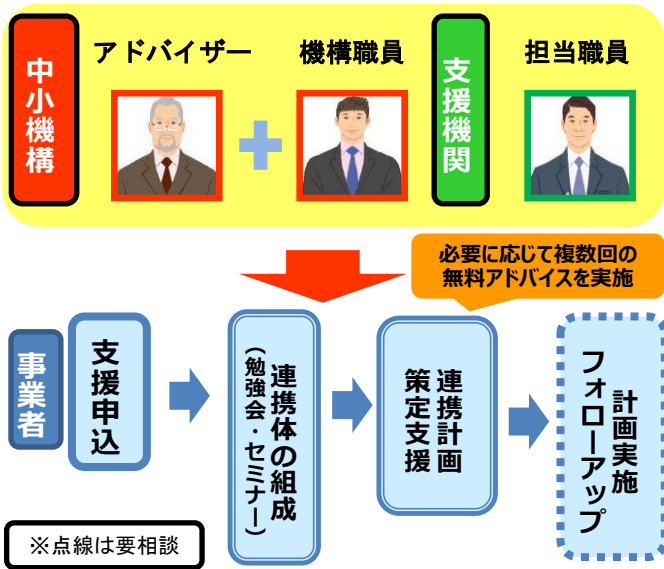 中小機構
アドバイザー
機構職員
支援機関
担当職員
必要に応じて複数回の
無料アドバイスを実施
事業者
支援申込
連携体の組成
(勉強会・セミナー)
連携計画
策定支援
計画実施
フォローアップ
※点線は要相談